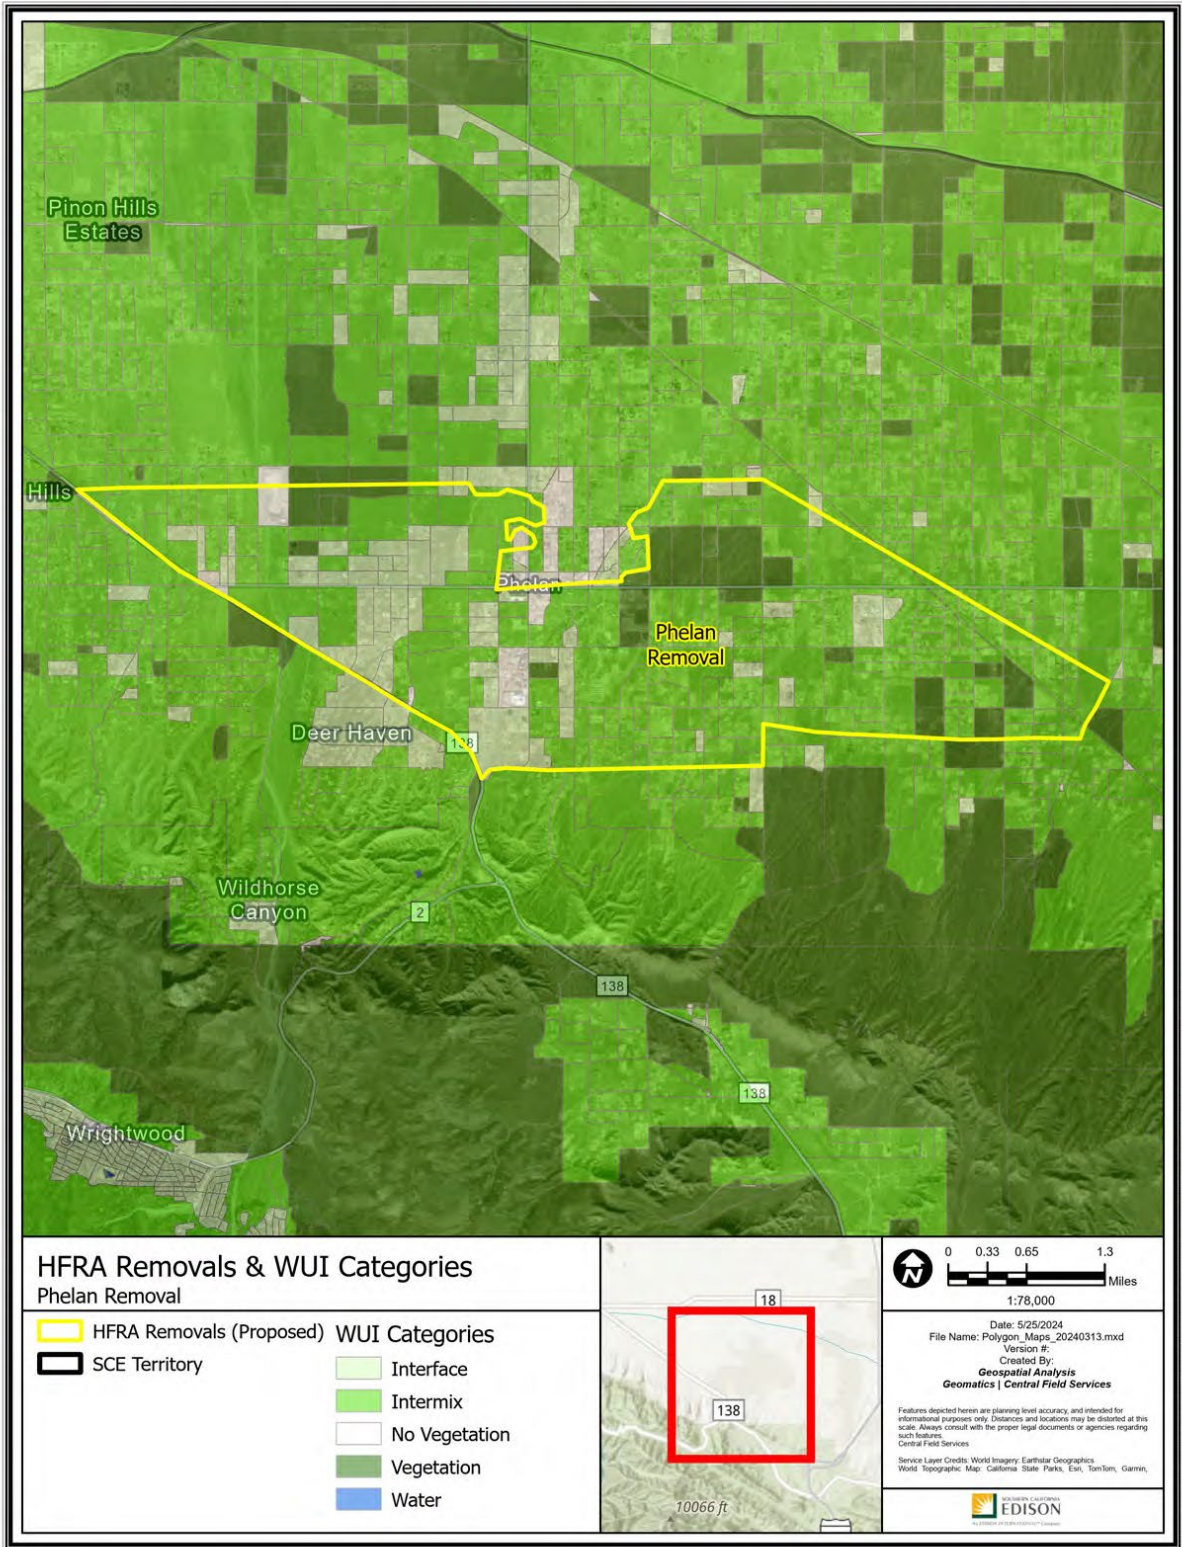 Pinon Hills
Estates
Hills
Phelan
Phelan
Removal
Deer Haven
138
Wildhorse
Canyon
2
138
138
Wrightwood
HFRA Removals & WUI Categories
Phelan Removal
HFRA Removals (Proposed)
SCE Territory
WUI Categories
Interface
Intermix
No Vegetation
Vegetation
Water
18
138
10066 ft
N
0 0.33 0.65 1.3
Miles
1:78,000
Date: 5/25/2024
File Name: Polygon_Maps_20240313.mxd
Version #:
Created By:
Geospatial Analysis
Geomatics | Central Field Services
Features depicted herein are planning level accuracy, and intended for
informational purposes only. Distances and locations may be distorted at this
scale. Always consult with the proper legal documents or agencies regarding
such features.
Central Field Services
Service Layer Credits: World Imagery: Earthstar Geographics
World Topographic Map: California State Parks, Esri, TomTom, Garmin,
SOUTHERN CALIFORNIA
EDISON
An EDISON INTERNATIONAL® Company